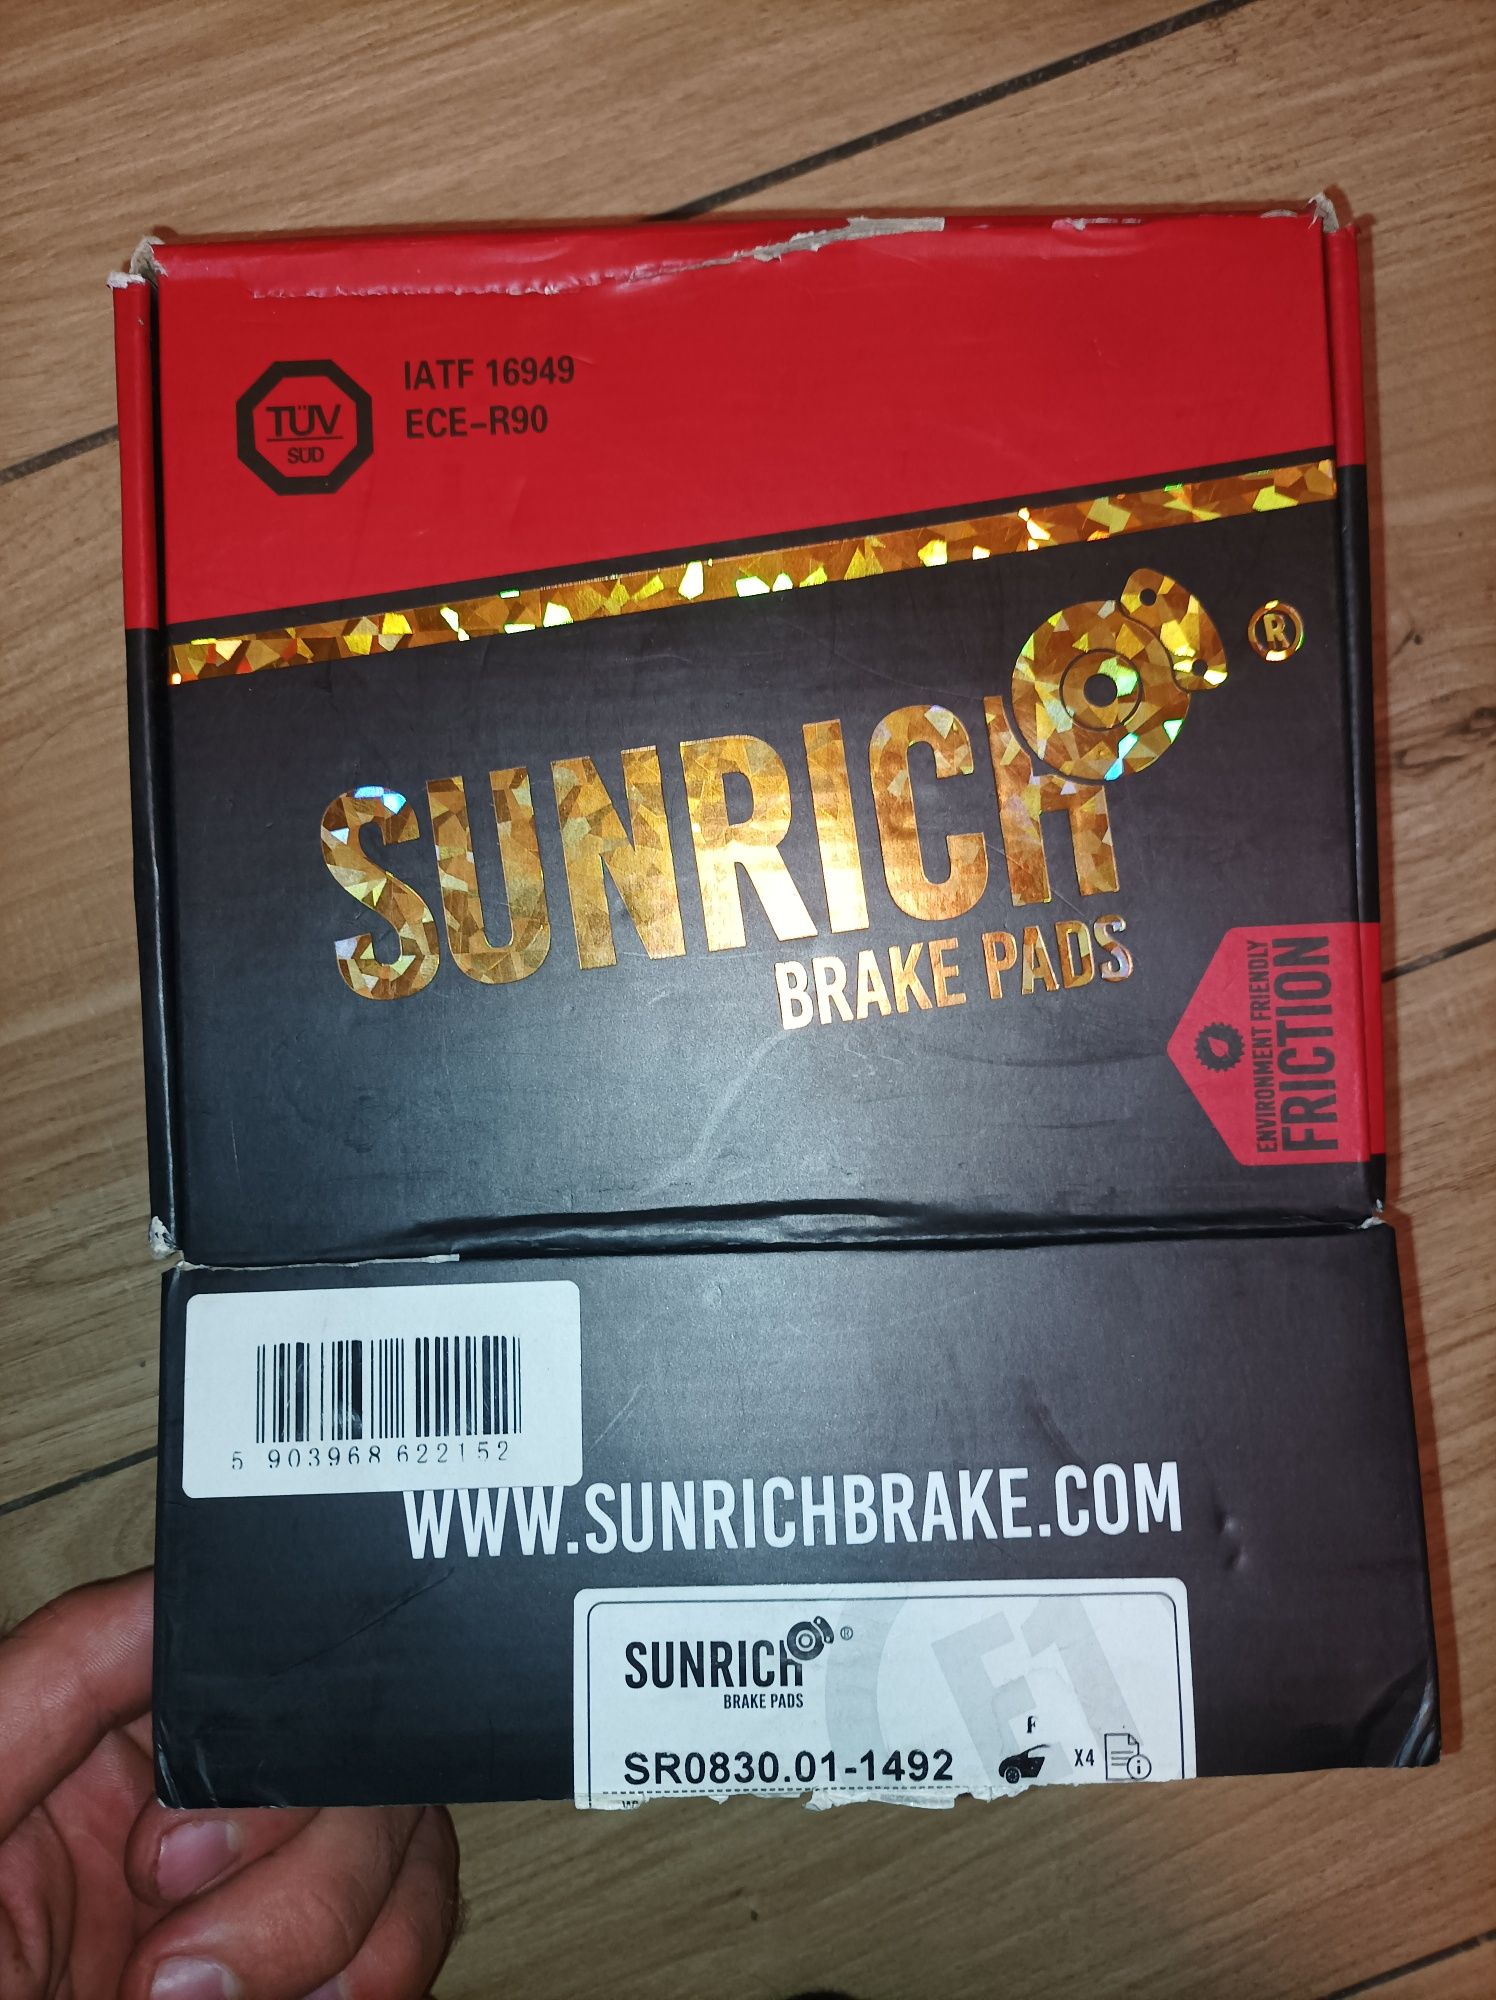 TÜV
SÜD
IATF 16949
ECE-R90
SUNRICH
®
BRAKE PADS
ENVIRONMENT FRIENDLY
FRICTION
5 903968 622152
WWW.SUNRICHBRAKE.COM
SUNRICH ®
BRAKE PADS
E1
F
SR0830.01-1492 X4